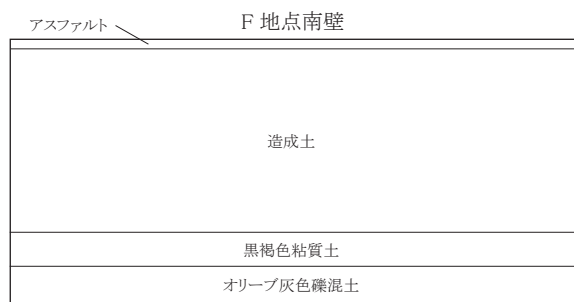 F 地点南壁
アスファルト
造成土
黒褐色粘質土
オリーブ灰色礫混土